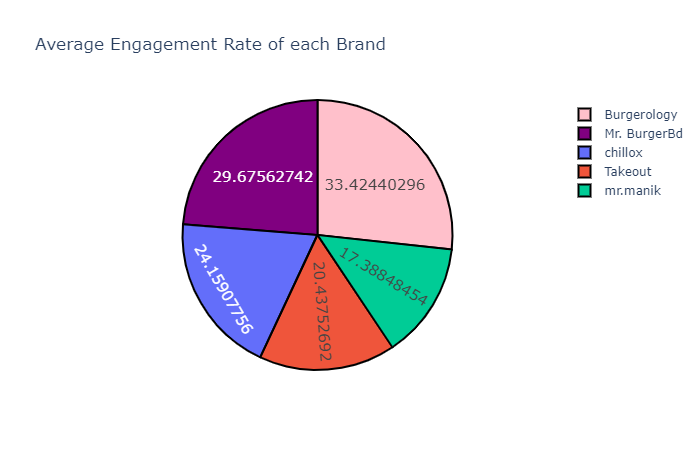 Average Engagement Rate of each Brand
Burgerology
Mr. BurgerBd
chillox
Takeout
mr.manik
29.67562742
33.42440296
17.38848454
24.15907756
20.43752692